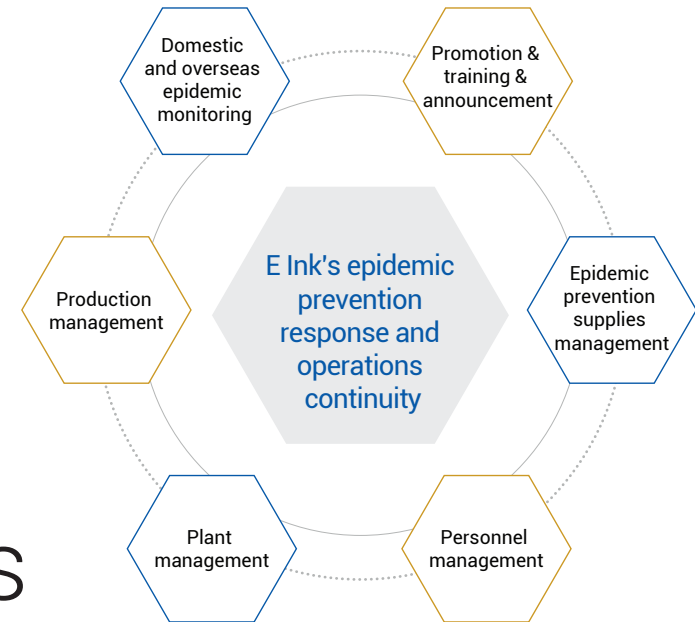 Domestic
and overseas
epidemic
monitoring
Promotion &
training &
announcement
Production
management
E Ink's epidemic
prevention
response and
operations
continuity
Epidemic
prevention
supplies
management
Plant
management
Personnel
management
S